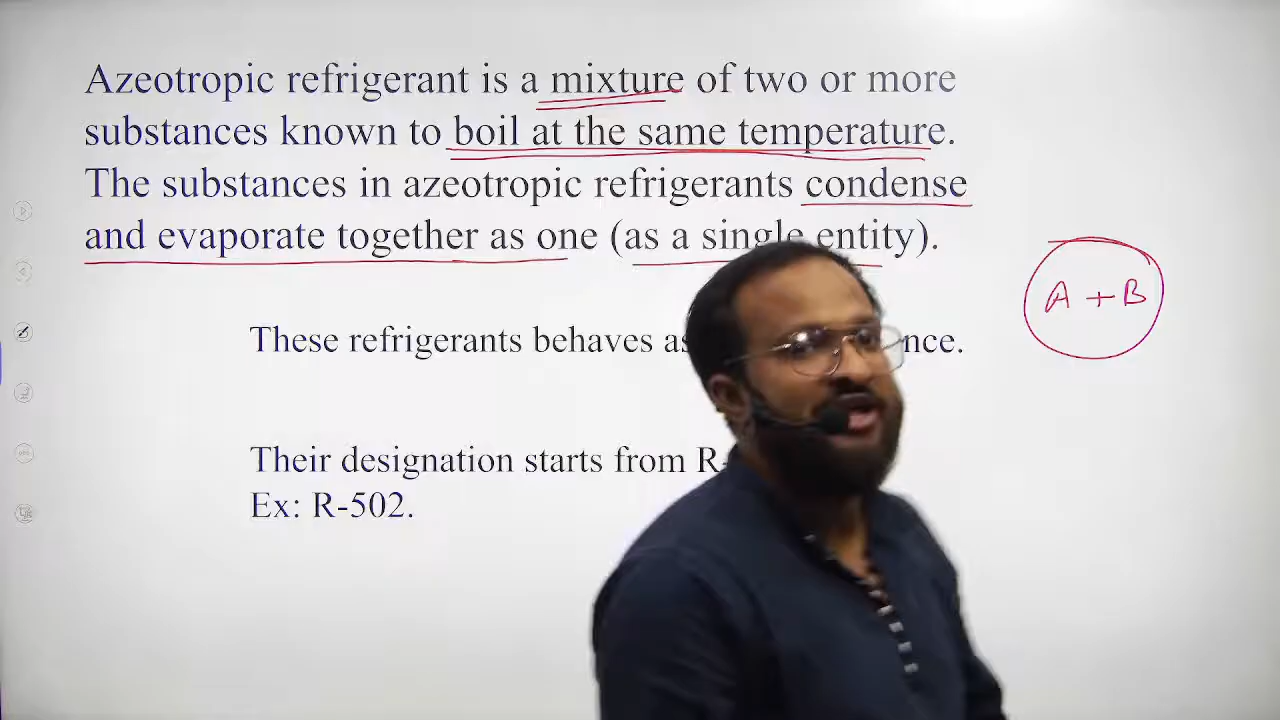 Azeotropic refrigerant is a mixture of two or more
substances known to boil at the same temperature.
The substances in azeotropic refrigerants condense
and evaporate together as one (as a single entity).
A + B
These refrigerants behaves as
Their designation starts from R-
Ex: R-502.